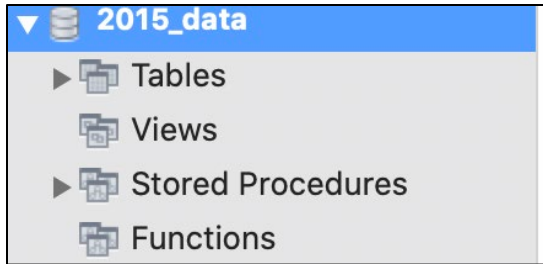 2015_data
Tables
Views
Stored Procedures
Functions